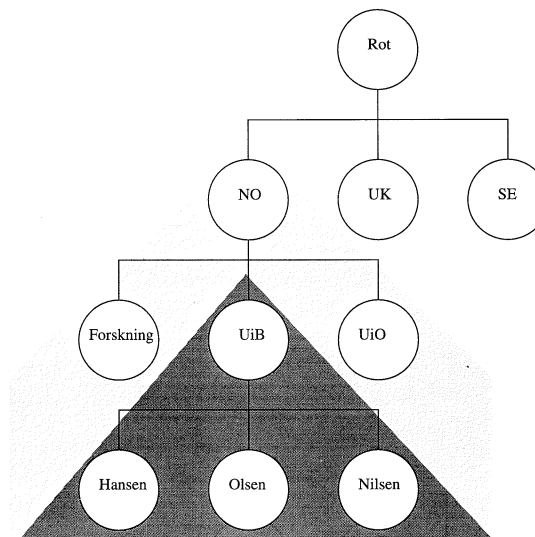 Rot
NO
UK
SE
Forskning
UiB
UiO
Hansen
Olsen
Nilsen